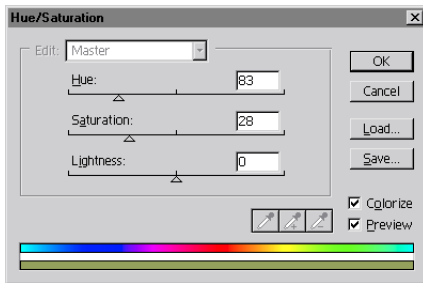 Hue/Saturation
Edit: Master
OK
Hue: 83
Cancel
Saturation: 28
Load...
Lightness: 0
Save...
Colorize
Preview